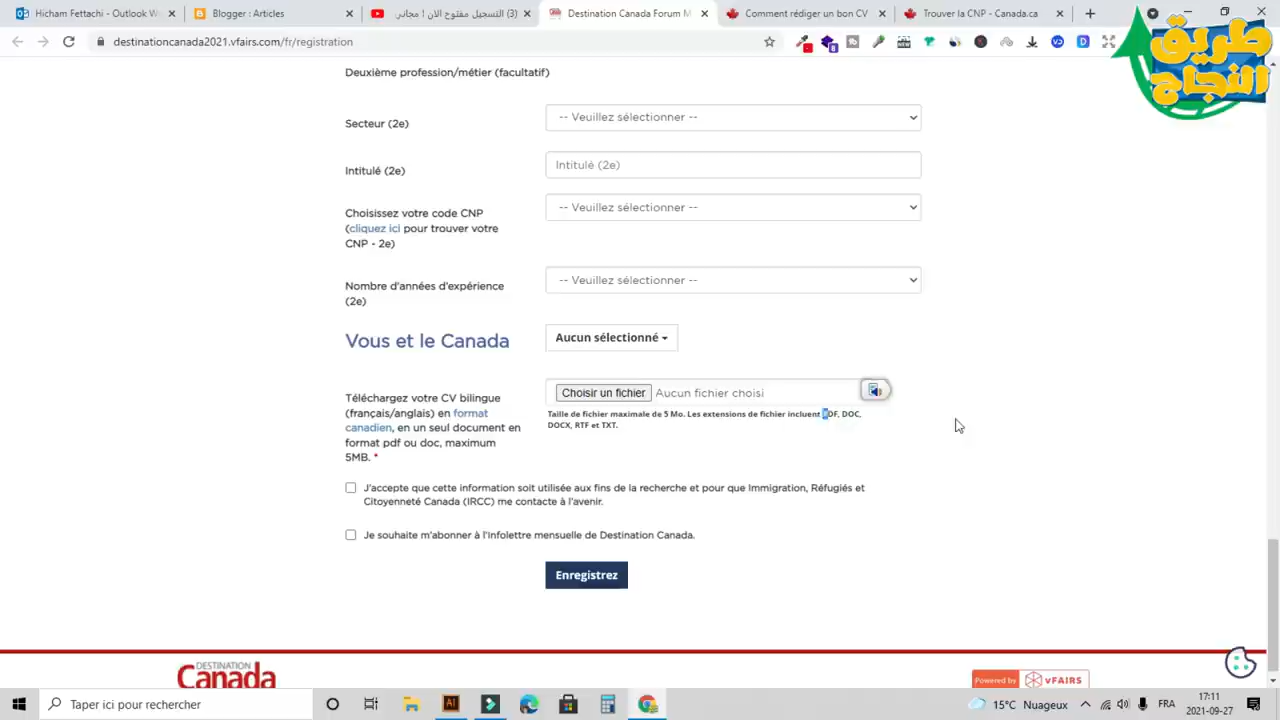 Hicham Fettachi - Outlook W
Blogger : Articles
(3) التسجيل مفتوح الان 1 مجاني
Destination Canada Forum M
Comment rédiger un bon CV
Trouver la CNP - Canada.ca
destinationcanada2021.vfairs.com/fr/registration
طريق
النجاح
Deuxième profession/métier (facultatif)
Secteur (2e)
-- Veuillez sélectionner --
Intitulé (2e)
Intitulé (2e)
Choisissez votre code CNP
(cliquez ici pour trouver votre
CNP - 2e)
-- Veuillez sélectionner --
Nombre d'années d'expérience
(2e)
-- Veuillez sélectionner --
Vous et le Canada
Aucun sélectionné
Téléchargez votre CV bilingue
(français/anglais) en format
canadien, en un seul document en
format pdf ou doc, maximum
5MB. *
Choisir un fichier Aucun fichier choisi
Taille de fichier maximale de 5 Mo. Les extensions de fichier incluent PDF, DOC,
DOCX, RTF et TXT.
J'accepte que cette information soit utilisée aux fins de la recherche et pour que Immigration, Réfugiés et
Citoyenneté Canada (IRCC) me contacte à l'avenir.
Je souhaite m'abonner à l'Infolettre mensuelle de Destination Canada.
Enregistrez
DESTINATION
Canada
Powered by vFAIRS
Taper ici pour rechercher
15°C Nuageux
FRA
17:11
2021-09-27